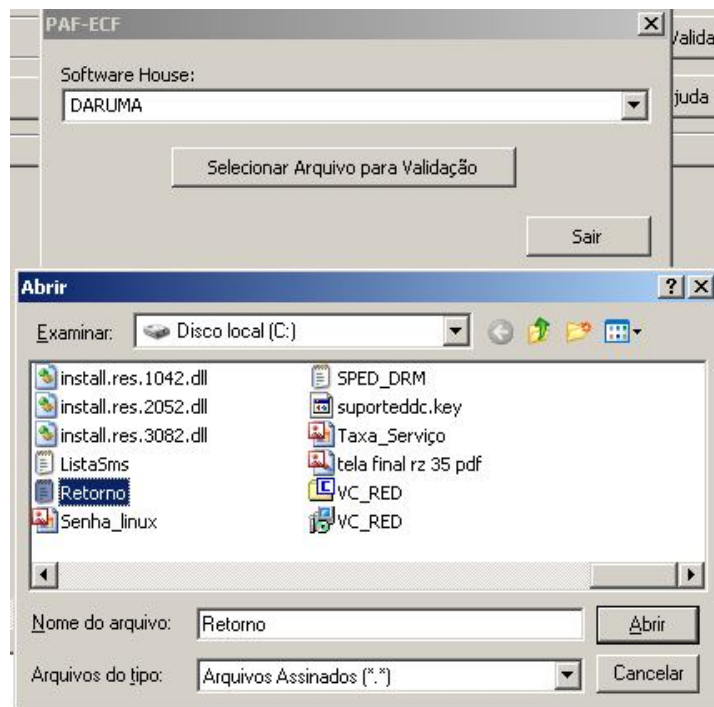 PAF-ECF
Valida
Software House:
DARUMA
juda
Selecionar Arquivo para Validação
Sair
Abrir
Examinar: Disco local (C:)
install.res.1042.dll
install.res.2052.dll
install.res.3082.dll
ListaSms
Retorno
Senha_linux
SPED_DRM
suporteddc.key
Taxa_Serviço
tela final rz 35 pdf
VC_RED
VC_RED
Nome do arquivo: Retorno Abrir
Arquivos do tipo: Arquivos Assinados (*.*) Cancelar